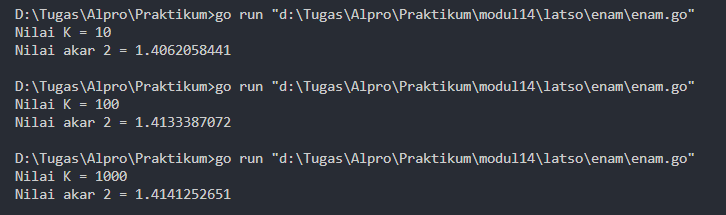 D:\Tugas\Alpro\Praktikum>go run "d:\Tugas\Alpro\Praktikum\modul14\latso\enam\enam.go"
Nilai K = 10
Nilai akar 2 = 1.4062058441
D:\Tugas\Alpro\Praktikum>go run "d:\Tugas\Alpro\Praktikum\modul14\latso\enam\enam.go"
Nilai K = 100
Nilai akar 2 = 1.4133387072
D:\Tugas\Alpro\Praktikum>go run "d:\Tugas\Alpro\Praktikum\modul14\latso\enam\enam.go"
Nilai K = 1000
Nilai akar 2 = 1.4141252651